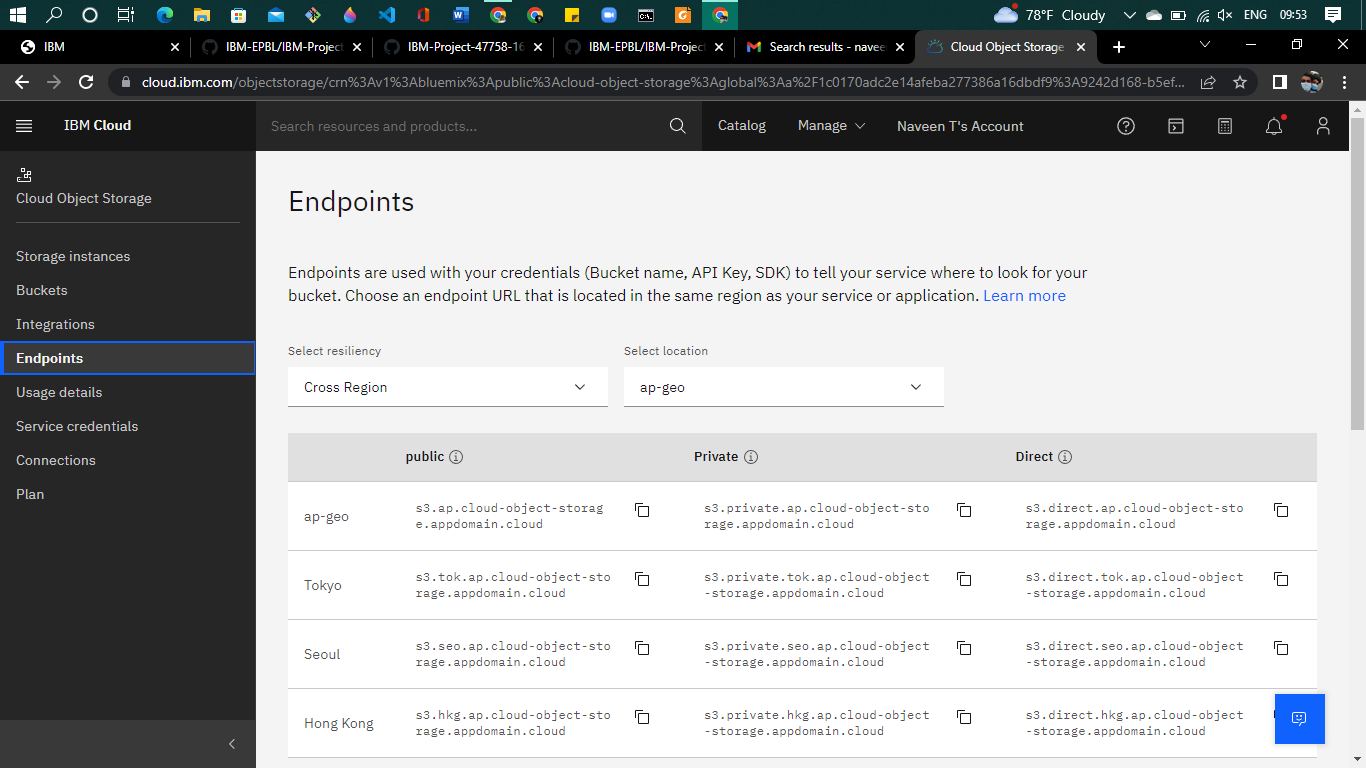 78°F Cloudy
ENG
09:53
IBM
IBM-EPBL/IBM-Project
IBM-Project-47758-16
IBM-EPBL/IBM-Project
Search results - navee
Cloud Object Storage
cloud.ibm.com/objectstorage/crn%3Av1%3Abluemix%3Apublic%3Acloud-object-storage%3Aglobal%3Aa%2F1c0170adc2e14afeba277386a16dbdf9%3A9242d168-b5ef...
IBM Cloud
Search resources and products...
Catalog
Manage
Naveen T's Account
Cloud Object Storage
Storage instances
Buckets
Integrations
Endpoints
Usage details
Service credentials
Connections
Plan
Endpoints
Endpoints are used with your credentials (Bucket name, API Key, SDK) to tell your service where to look for your
bucket. Choose an endpoint URL that is located in the same region as your service or application. Learn more
Select resiliency
Select location
Cross Region
ap-geo
public
Private
Direct
ap-geo
s3.ap.cloud-object-storag
e.appdomain.cloud
s3.private.ap.cloud-object-sto
rage.appdomain.cloud
s3.direct.ap.cloud-object-sto
rage.appdomain.cloud
Tokyo
s3.tok.ap.cloud-object-sto
rage.appdomain.cloud
s3.private.tok.ap.cloud-object
-storage.appdomain.cloud
s3.direct.tok.ap.cloud-object
-storage.appdomain.cloud
Seoul
s3.seo.ap.cloud-object-sto
rage.appdomain.cloud
s3.private.seo.ap.cloud-object
-storage.appdomain.cloud
s3.direct.seo.ap.cloud-object
-storage.appdomain.cloud
Hong Kong
s3.hkg.ap.cloud-object-sto
rage.appdomain.cloud
s3.private.hkg.ap.cloud-object
-storage.appdomain.cloud
s3.direct.hkg.ap.cloud-object
-storage.appdomain.cloud